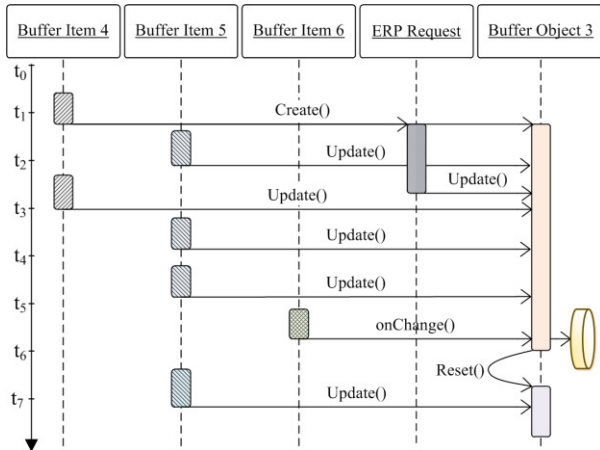 Buffer Item 4 Buffer Item 5 Buffer Item 6 ERP Request Buffer Object 3
t0
t1 Create()
t2 Update()
Update()
t3 Update()
t4 Update()
Update()
t5
onChange()
t6
Reset()
t7 Update()